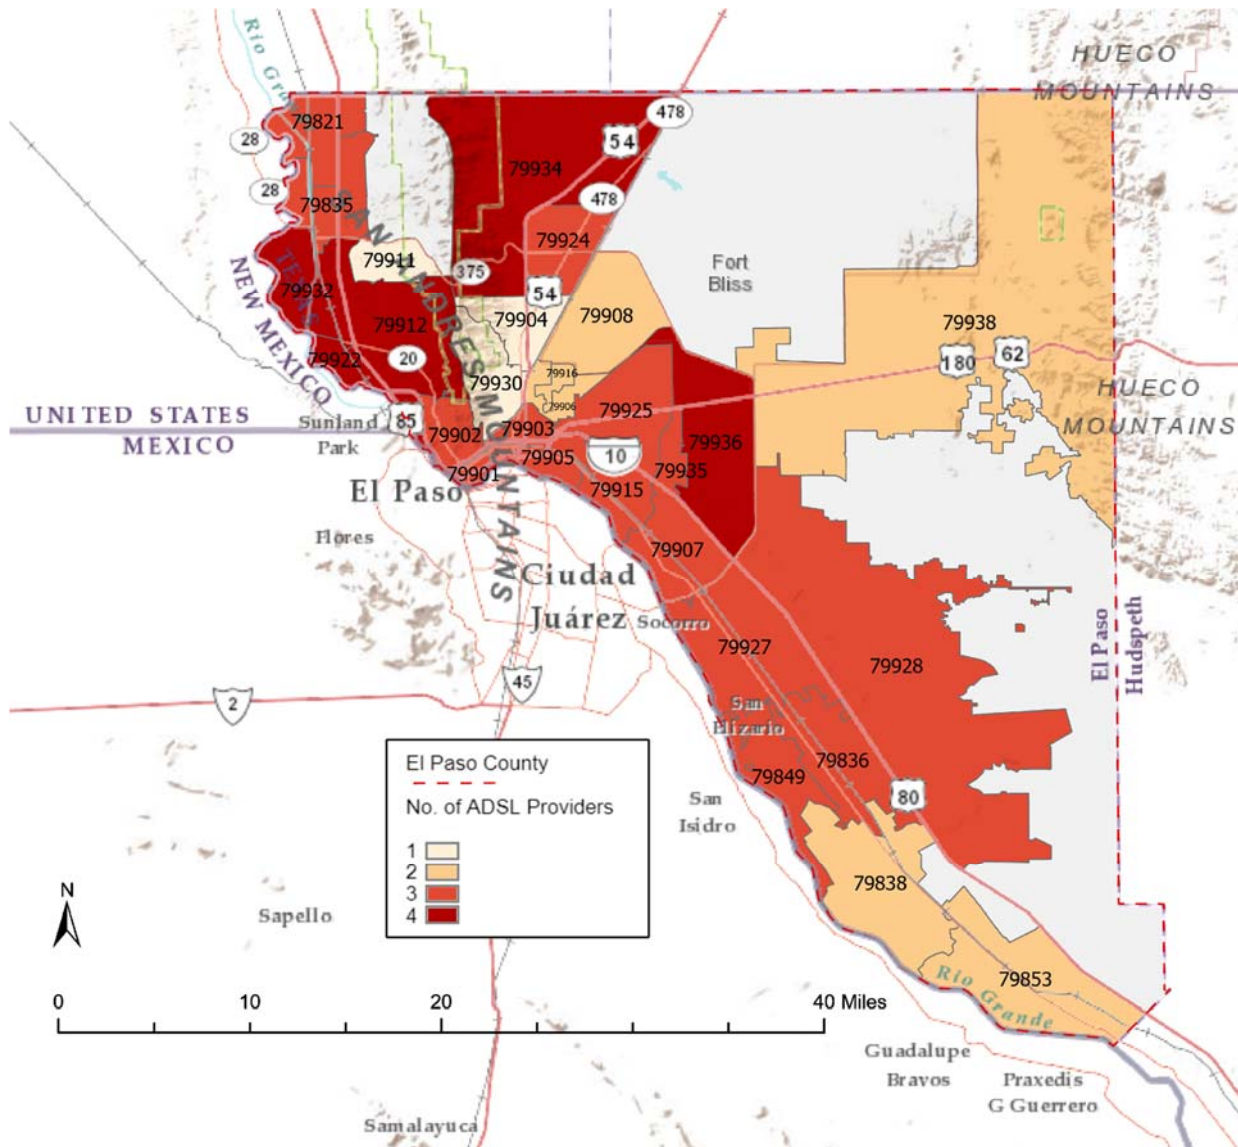 Rio Gran
HUECO
MOUNTAINS
478
79821
28
54
79934
28
478
79835
SAN ANDRES MOUNTAINS
79924
79911
375
Fort
Bliss
TEXAS
NEW MEXICO
79932
54
79904
79908
79938
79912
79922
20
62
180
79916
79930
79906
HUECO
MOUNTAINS
UNITED STATES
MEXICO
Sunland
Park
85
79925
79902
79903
79936
79905
10
79935
79901
El Paso
79915
Flores
79907
Ciudad
Juárez
Socorro
79927
79928
El Paso
Hudspeth
2
45
San
Elizario
El Paso County
No. of ADSL Providers
1
2
3
4
79836
79849
80
San
Isidro
79838
N
Sapello
79853
Rio Grande
0
10
20
40 Miles
Guadalupe
Bravos
Praxedis
G Guerrero
Samalayuca